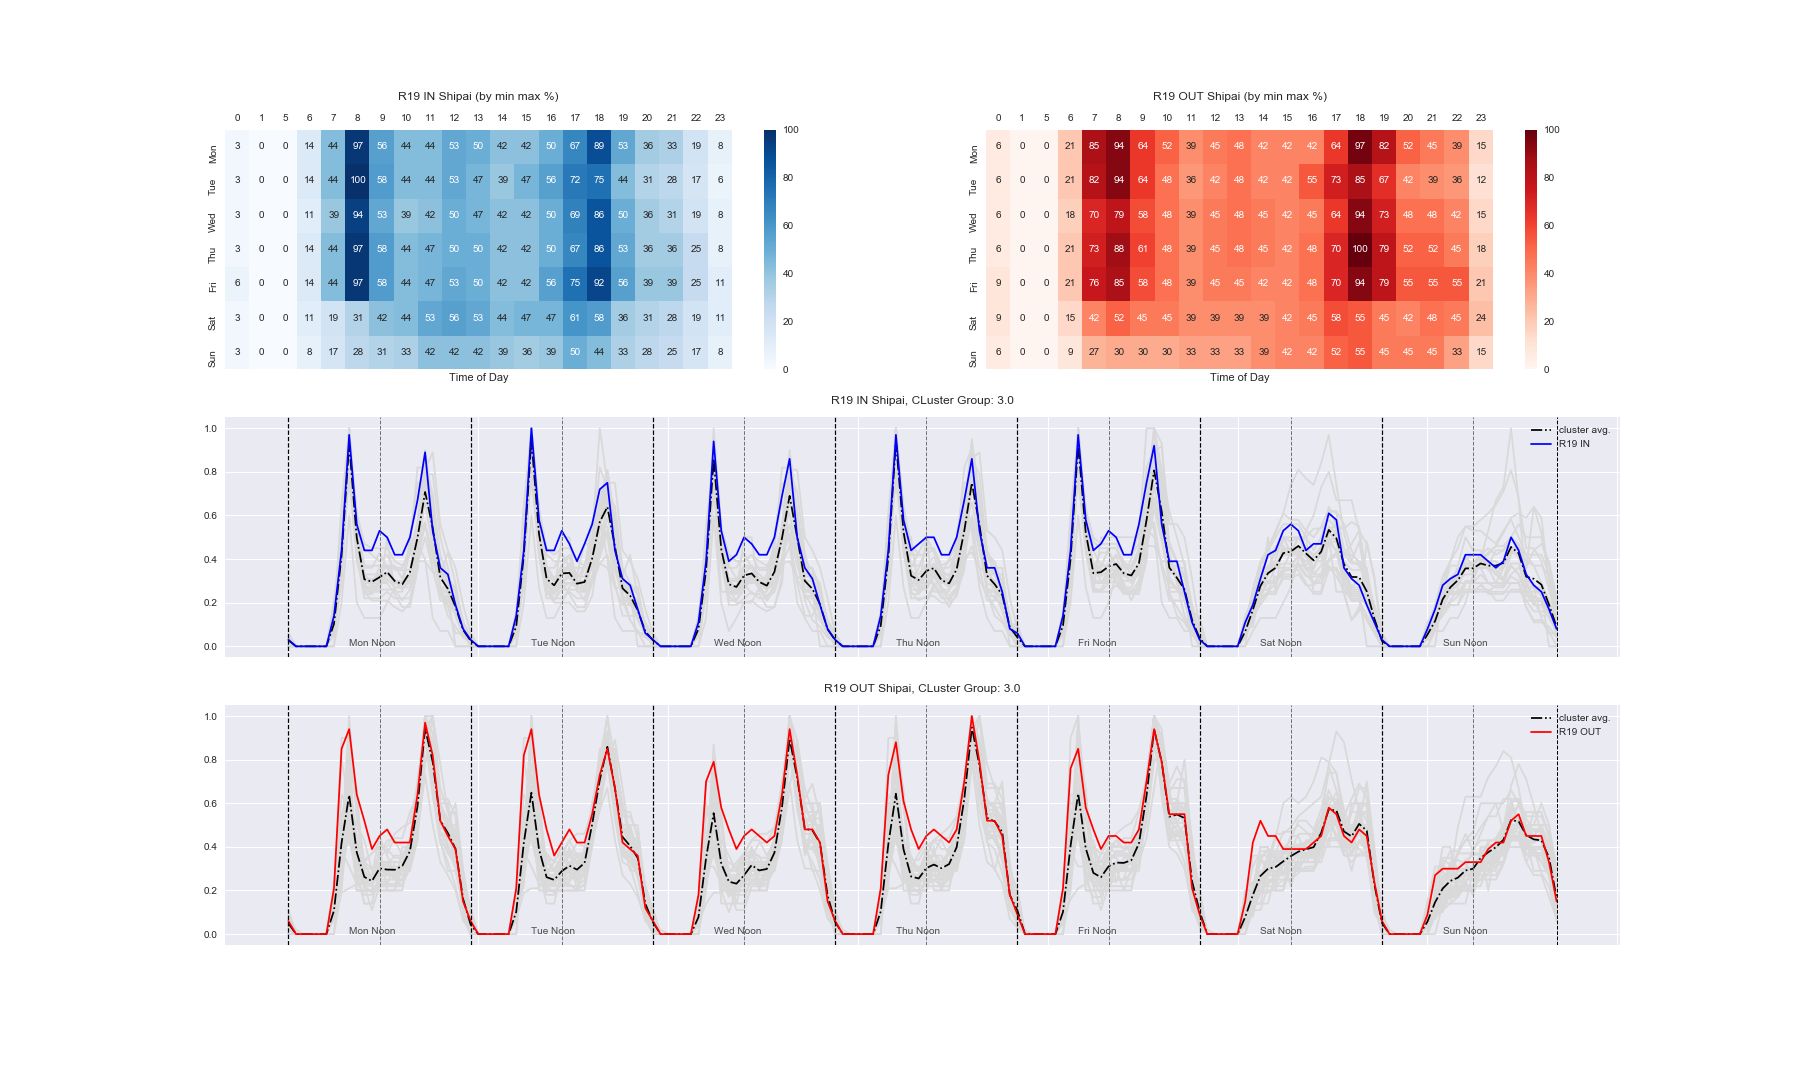 R19 IN Shipai (by min max %)
0 1 5 6 7 8 9 10 11 12 13 14 15 16 17 18 19 20 21 22 23
Mon 3 0 0 14 44 97 56 44 44 53 50 42 42 50 67 89 53 36 33 19 8
Tue 3 0 0 14 44 100 58 44 44 53 47 39 47 56 72 75 44 31 28 17 6
Wed 3 0 0 11 39 94 53 39 42 50 47 42 42 50 69 86 50 36 31 19 8
Thu 3 0 0 14 44 97 58 44 47 50 50 42 42 50 67 86 53 36 36 25 8
Fri 6 0 0 14 44 97 58 44 47 53 50 42 42 56 75 92 56 39 39 25 11
Sat 3 0 0 11 19 31 42 44 53 56 53 44 47 47 61 58 36 31 28 19 11
Sun 3 0 0 8 17 28 31 33 42 42 42 39 36 39 50 44 33 28 25 17 8
Time of Day
100
80
60
40
20
0
R19 OUT Shipai (by min max %)
0 1 5 6 7 8 9 10 11 12 13 14 15 16 17 18 19 20 21 22 23
Mon 6 0 0 21 85 94 64 52 39 45 48 42 42 42 64 97 82 52 45 39 15
Tue 6 0 0 21 82 94 64 48 36 42 48 42 42 55 73 85 67 42 39 36 12
Wed 6 0 0 18 70 79 58 48 39 45 48 45 42 45 64 94 73 48 48 42 15
Thu 6 0 0 21 73 88 61 48 39 45 48 45 42 48 70 100 79 52 52 45 18
Fri 9 0 0 21 76 85 58 48 39 45 45 42 42 48 70 94 79 55 55 55 21
Sat 9 0 0 15 42 52 45 45 39 39 39 39 42 45 58 55 45 42 48 45 24
Sun 6 0 0 9 27 30 30 30 33 33 33 39 42 42 52 55 45 45 45 33 15
Time of Day
100
80
60
40
20
0
R19 IN Shipai, CLuster Group: 3.0
1.0
0.8
0.6
0.4
0.2
0.0
cluster avg.
R19 IN
Mon Noon Tue Noon Wed Noon Thu Noon Fri Noon Sat Noon Sun Noon
R19 OUT Shipai, CLuster Group: 3.0
1.0
0.8
0.6
0.4
0.2
0.0
cluster avg.
R19 OUT
Mon Noon Tue Noon Wed Noon Thu Noon Fri Noon Sat Noon Sun Noon